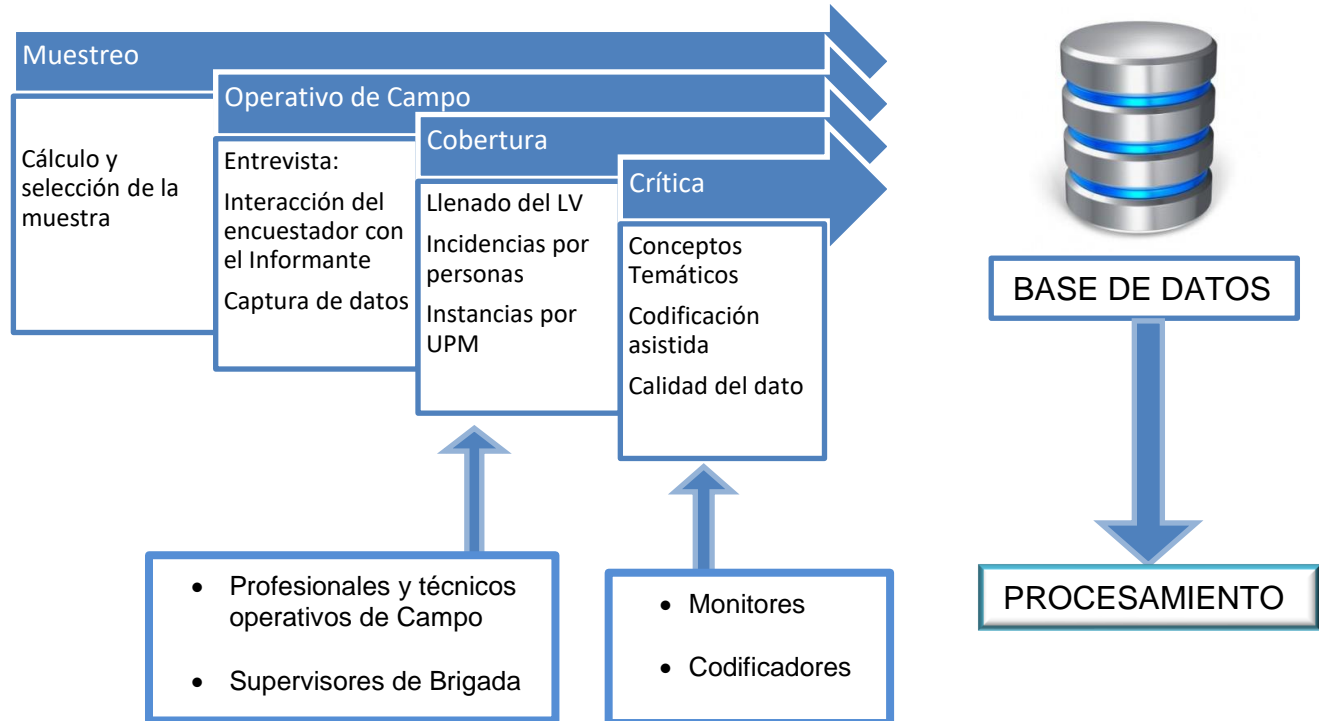 Muestreo
Cálculo y
selección de la
muestra
Operativo de Campo
Entrevista:
Interacción del
encuestador con
el Informante
Captura de datos
Cobertura
Llenado del LV
Incidencias por
personas
Instancias por
UPM
Crítica
Conceptos
Temáticos
Codificación
asistida
Calidad del dato
• Profesionales y técnicos
operativos de Campo
• Supervisores de Brigada
• Monitores
• Codificadores
BASE DE DATOS
PROCESAMIENTO